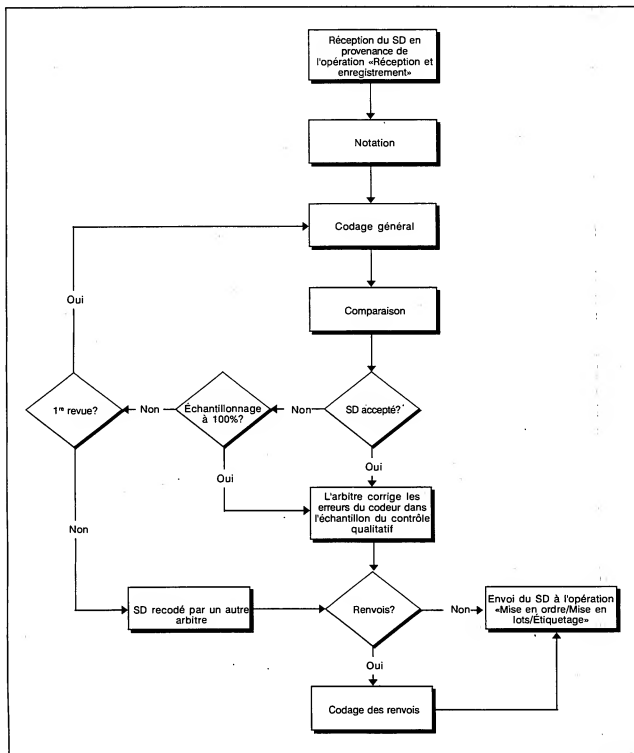 Réception du SD en
provenance de
l'opération «Réception et
enregistrement»
Notation
Codage général
Comparaison
Oui
1re revue?
Non
Échantillonnage
à 100%?
Non
SD accepté?
Oui
Oui
L'arbitre corrige les
erreurs du codeur dans
l'échantillon du contrôle
qualitatif
Non
SD recodé par un autre
arbitre
Renvois?
Non
Envoi du SD à l'opération
«Mise en ordre/Mise en
lots/Étiquetage»
Oui
Codage des renvois